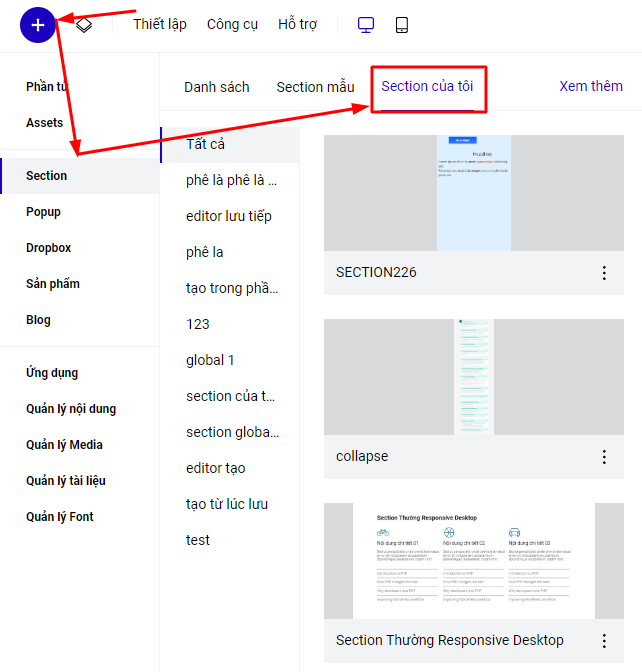 Thiết lập Công cụ Hỗ trợ
Phần tử
Assets
Section
Popup
Dropbox
Sản phẩm
Blog
Ứng dụng
Quản lý nội dung
Quản lý Media
Quản lý tài liệu
Quản lý Font
Danh sách Section mẫu Section của tôi Xem thêm
Tất cả
phê là phê là ...
editor lưu tiếp
phê la
tạo trong phầ...
123
global 1
section của t...
section globa...
editor tạo
tạo từ lúc lưu
test
Headline
SECTION226
collapse
Section Thường Responsive Desktop
Nội dung chi tiết 01 Nội dung chi tiết 02 Nội dung chi tiết 03
Section Thường Responsive Desktop